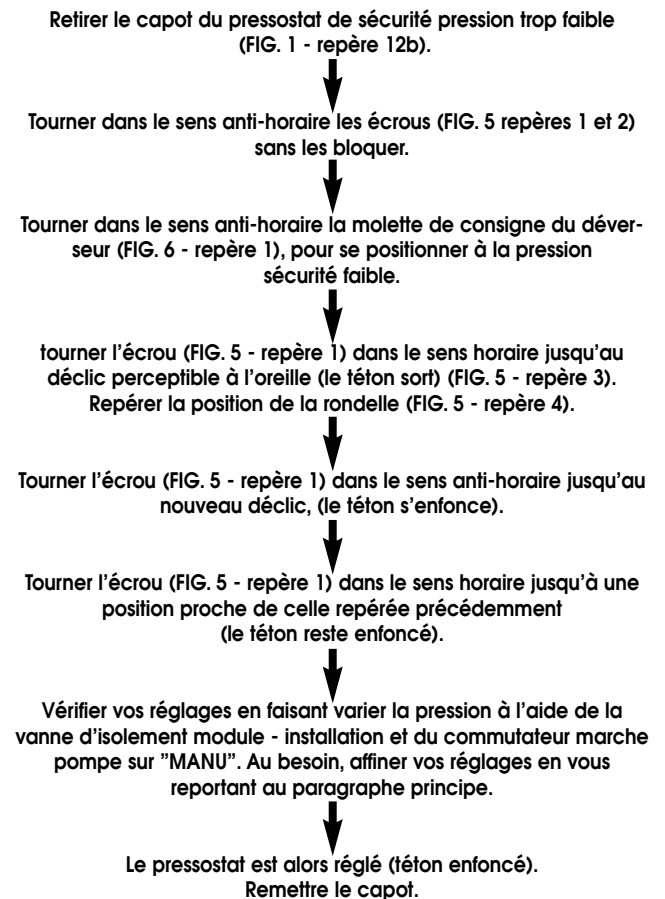 Retirer le capot du pressostat de sécurité pression trop faible
(FIG. 1 - repère 12b).
Tourner dans le sens anti-horaire les écrous (FIG. 5 repères 1 et 2)
sans les bloquer.
Tourner dans le sens anti-horaire la molette de consigne du déver-
seur (FIG. 6 - repère 1), pour se positionner à la pression
sécurité faible.
tourner l'écrou (FIG. 5 - repère 1) dans le sens horaire jusqu'au
déclic perceptible à l'oreille (le téton sort) (FIG. 5 - repère 3).
Repérer la position de la rondelle (FIG. 5 - repère 4).
Tourner l'écrou (FIG. 5 - repère 1) dans le sens anti-horaire jusqu'au
nouveau déclic, (le téton s'enfonce).
Tourner l'écrou (FIG. 5 - repère 1) dans le sens horaire jusqu'à une
position proche de celle repérée précédemment
(le téton reste enfoncé).
Vérifier vos réglages en faisant varier la pression à l'aide de la
vanne d'isolement module - installation et du commutateur marche
pompe sur "MANU". Au besoin, affiner vos réglages en vous
reportant au paragraphe principe.
Le pressostat est alors réglé (téton enfoncé).
Remettre le capot.